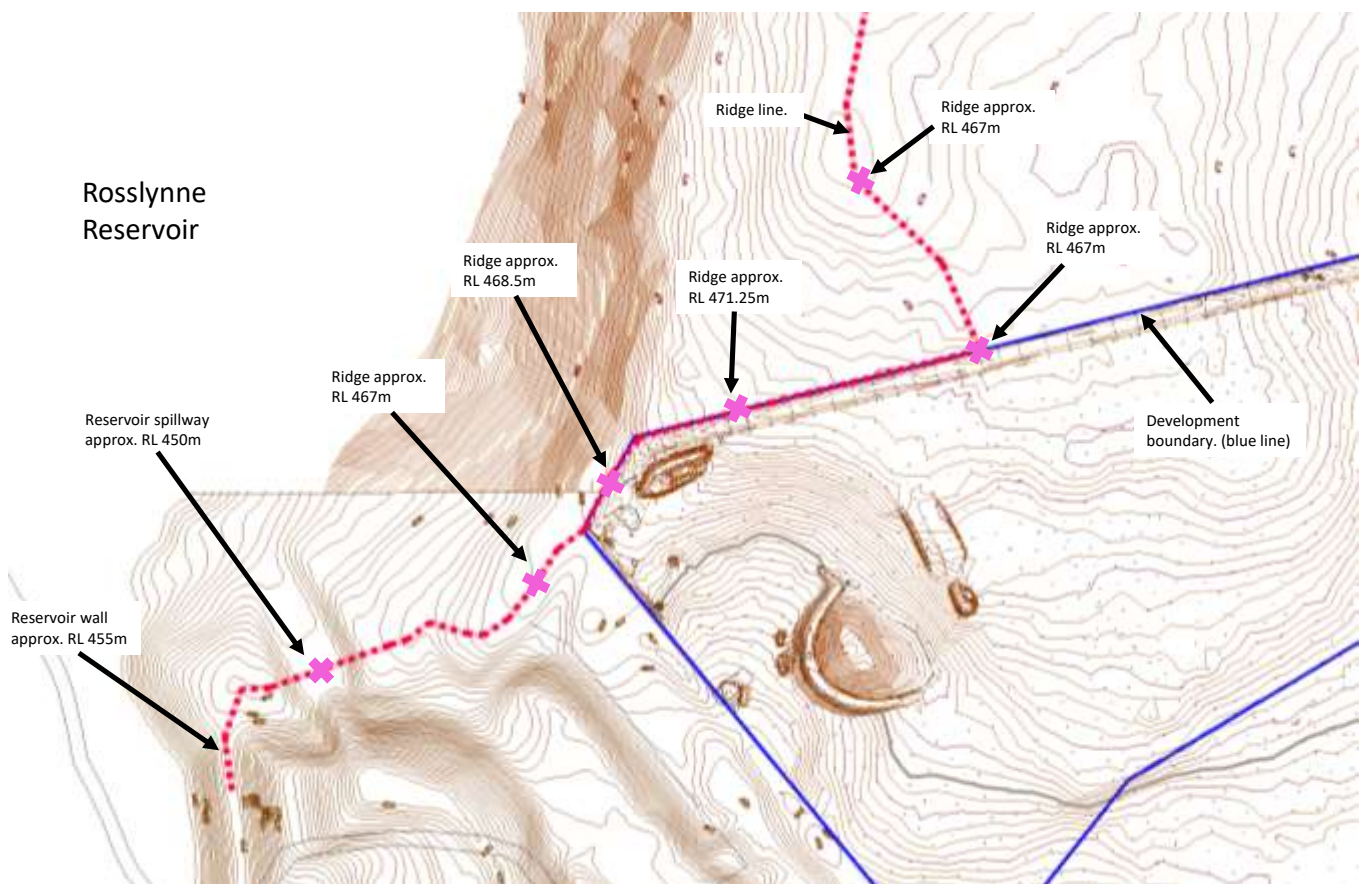 Ridge line.
Ridge approx.
RL 467m
Rosslynne
Reservoir
Ridge approx.
RL 467m
Ridge approx.
RL 468.5m
Ridge approx.
RL 471.25m
Ridge approx.
RL 467m
Reservoir spillway
approx. RL 450m
Development
boundary. (blue line)
Reservoir wall
approx. RL 455m